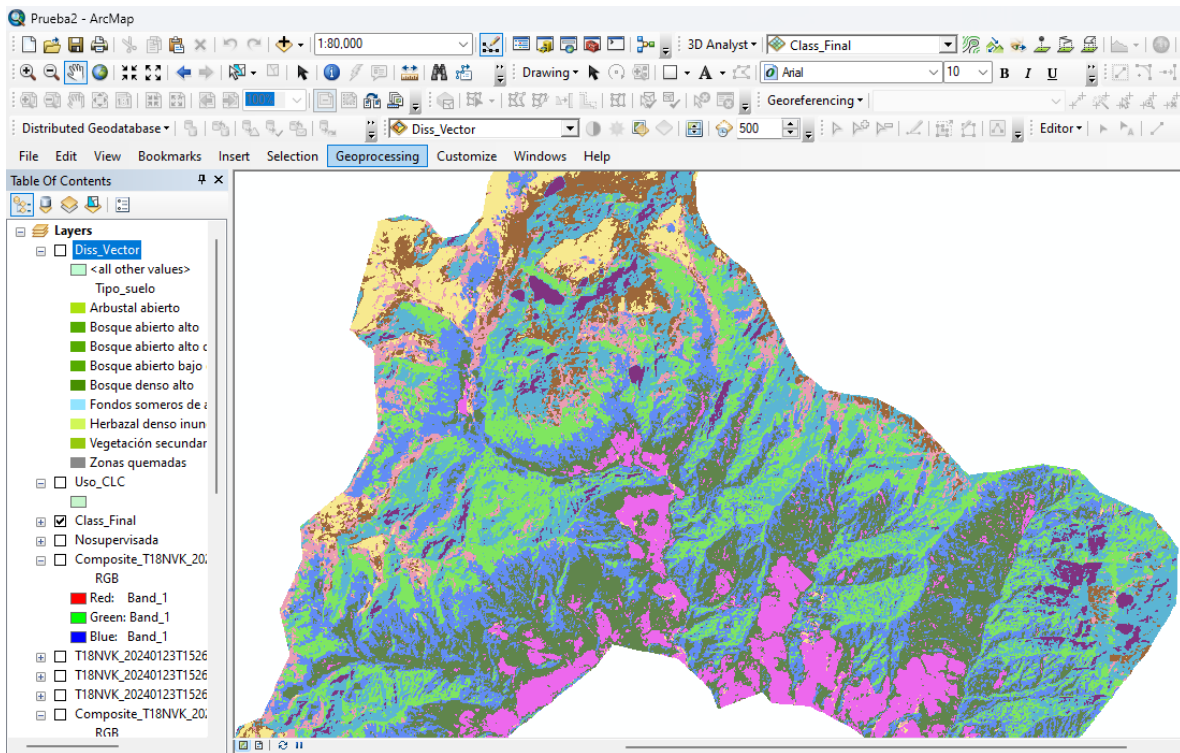 Prueba2 - ArcMap
1:80,000
3D Analyst
Class_Final
Drawing
A
Arial
10
B I U
100%
Georeferencing
Distributed Geodatabase
Diss_Vector
500
Editor
File Edit View Bookmarks Insert Selection Geoprocessing Customize Windows Help
Table Of Contents
Layers
Diss_Vector
<all other values>
Tipo_suelo
Arbustal abierto
Bosque abierto alto
Bosque abierto alto d
Bosque abierto bajo
Bosque denso alto
Fondos someros de a
Herbazal denso inun
Vegetación secundar
Zonas quemadas
Uso_CLC
Class_Final
Nosupervisada
Composite_T18NVK_202
RGB
Red: Band_1
Green: Band_1
Blue: Band_1
T18NVK_20240123T1526
T18NVK_20240123T1526
T18NVK_20240123T1526
Composite_T18NVK_202
RGB